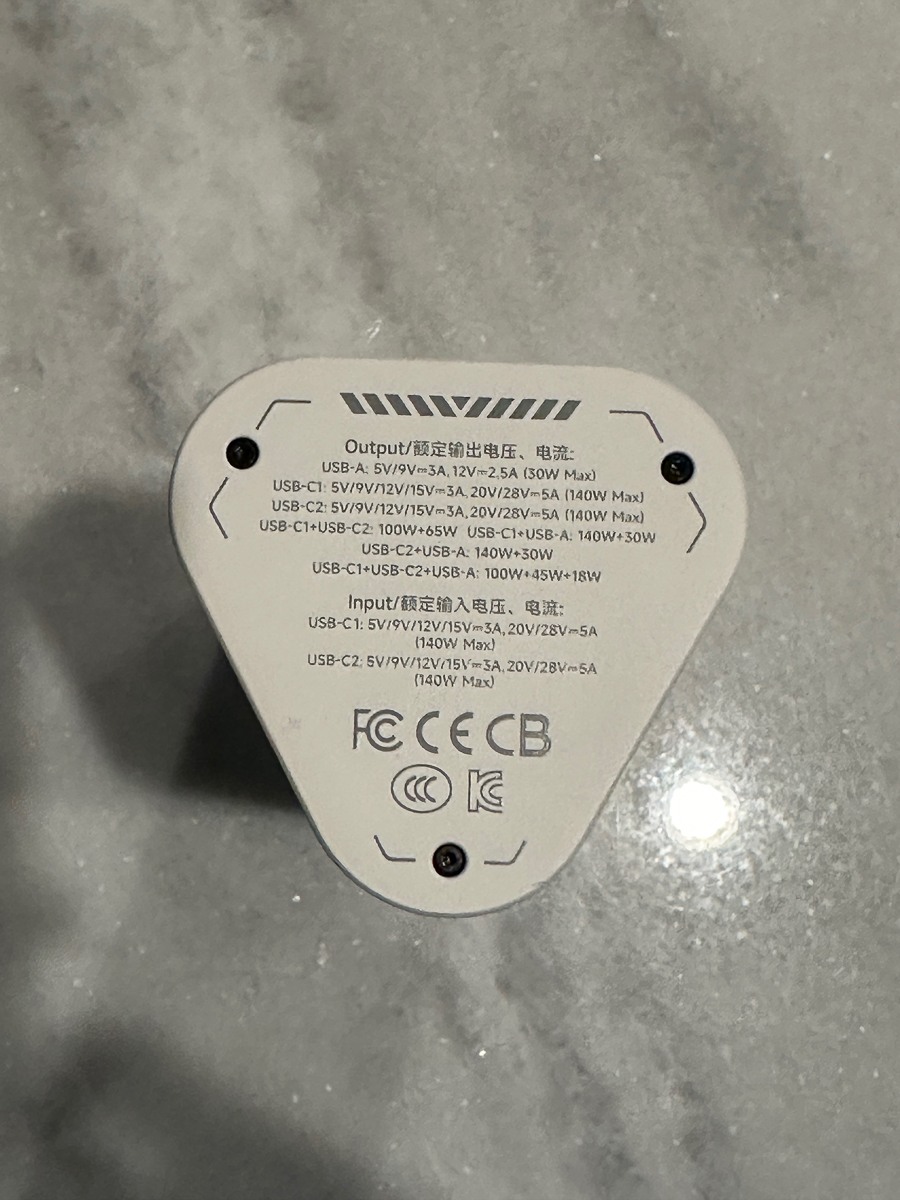 Output/额定输出电压、电流:
USB-A: 5V/9V⎓3A, 12V⎓2.5A (30W Max)
USB-C1: 5V/9V/12V/15V⎓3A, 20V/28V⎓5A (140W Max)
USB-C2: 5V/9V/12V/15V⎓3A, 20V/28V⎓5A (140W Max)
USB-C1+USB-C2: 100W+65W USB-C1+USB-A: 140W+30W
USB-C2+USB-A: 140W+30W
USB-C1+USB-C2+USB-A: 100W+45W+18W
Input/额定输入电压、电流:
USB-C1: 5V/9V/12V/15V⎓3A, 20V/28V⎓5A
(140W Max)
USB-C2: 5V/9V/12V/15V⎓3A, 20V/28V⎓5A
(140W Max)
FC CE CB
CCC KC